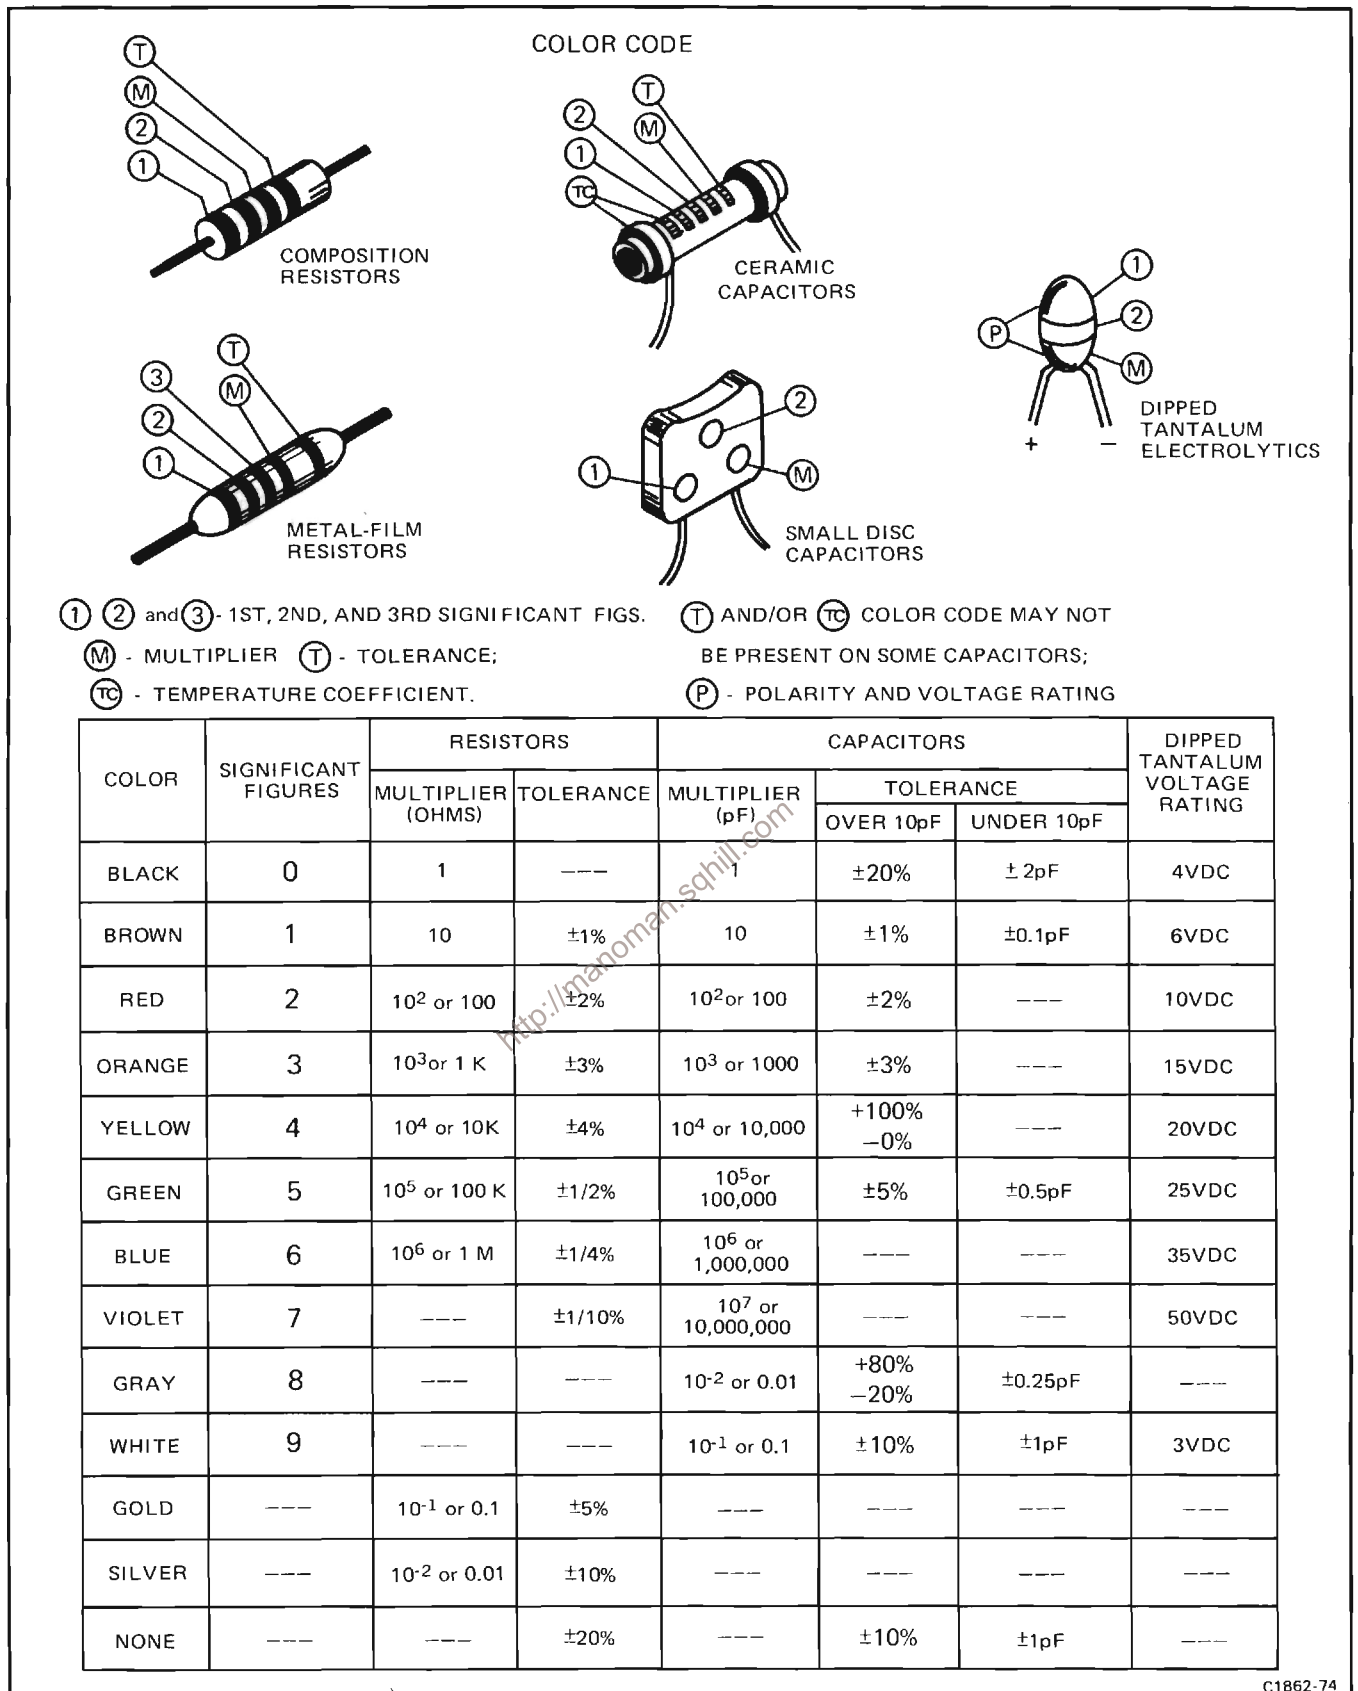 COLOR CODE
T
M
2
1
COMPOSITION
RESISTORS
T
2
M
1
TC
CERAMIC
CAPACITORS
1
2
P
M
+ −
DIPPED
TANTALUM
ELECTROLYTICS
T
3
M
2
1
METAL-FILM
RESISTORS
2
1
M
SMALL DISC
CAPACITORS
1 2 and 3 - 1ST, 2ND, AND 3RD SIGNIFICANT FIGS.
M - MULTIPLIER T - TOLERANCE;
TC - TEMPERATURE COEFFICIENT.
T AND/OR TC COLOR CODE MAY NOT
BE PRESENT ON SOME CAPACITORS;
P - POLARITY AND VOLTAGE RATING
COLOR
SIGNIFICANT
FIGURES
RESISTORS
MULTIPLIER
(OHMS)
TOLERANCE
CAPACITORS
MULTIPLIER
(pF)
TOLERANCE
OVER 10pF UNDER 10pF
DIPPED
TANTALUM
VOLTAGE
RATING
BLACK 0 1 --- 1 ±20% ± 2pF 4VDC
BROWN 1 10 ±1% 10 ±1% ±0.1pF 6VDC
RED 2 10² or 100 ±2% 10² or 100 ±2% --- 10VDC
ORANGE 3 10³ or 1 K ±3% 10³ or 1000 ±3% --- 15VDC
YELLOW 4 10⁴ or 10K ±4% 10⁴ or 10,000 +100% −0% --- 20VDC
GREEN 5 10⁵ or 100 K ±1/2% 10⁵ or 100,000 ±5% ±0.5pF 25VDC
BLUE 6 10⁶ or 1 M ±1/4% 10⁶ or 1,000,000 --- --- 35VDC
VIOLET 7 --- ±1/10% 10⁷ or 10,000,000 --- --- 50VDC
GRAY 8 --- --- 10⁻² or 0.01 +80% −20% ±0.25pF ---
WHITE 9 --- --- 10⁻¹ or 0.1 ±10% ±1pF 3VDC
GOLD --- 10⁻¹ or 0.1 ±5% --- --- --- ---
SILVER --- 10⁻² or 0.01 ±10% --- --- --- ---
NONE --- --- ±20% --- ±10% ±1pF ---
http://manoman.sqhill.com
C1862-74